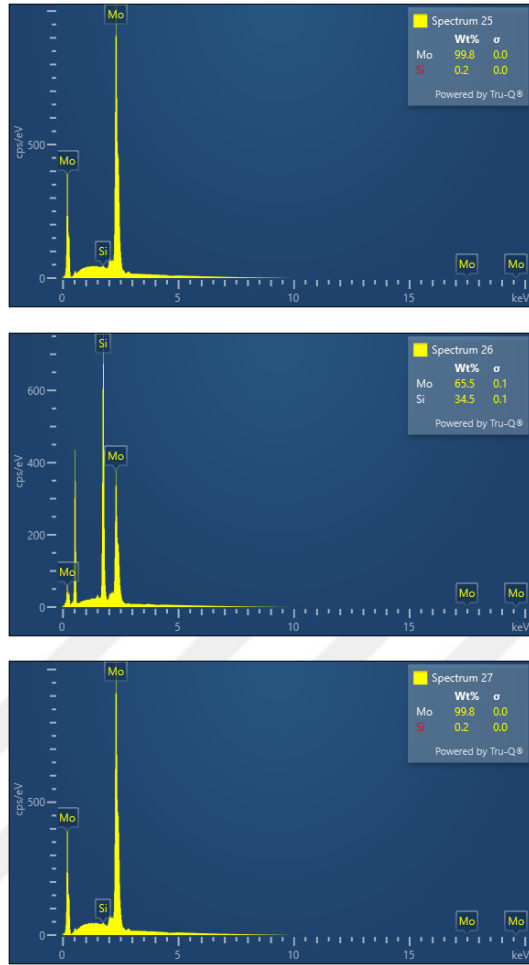 Mo
Spectrum 25
Wt% σ
Mo 99.8 0.0
Si 0.2 0.0
Powered by Tru-Q®
cps/eV
500
Mo
Si
Mo Mo
0
0 5 10 15 keV
Si
Spectrum 26
Wt% σ
Mo 65.5 0.1
Si 34.5 0.1
Powered by Tru-Q®
600
cps/eV
Mo
400
200
Mo
Mo Mo
0
0 5 10 15 keV
Mo
Spectrum 27
Wt% σ
Mo 99.8 0.0
Si 0.2 0.0
Powered by Tru-Q®
cps/eV
500
Mo
Si
Mo Mo
0
0 5 10 15 keV